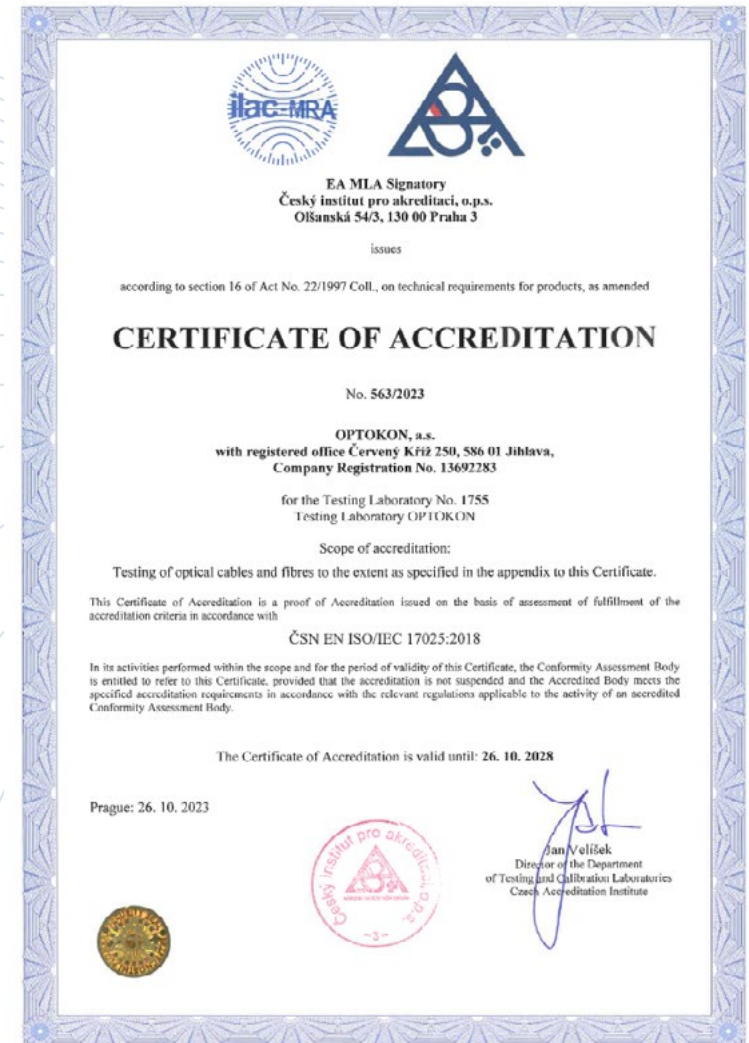 ilac-MRA
EA MLA Signatory
Český institut pro akreditaci, o.p.s.
Olšanská 54/3, 130 00 Praha 3
issues
according to section 16 of Act No. 22/1997 Coll., on technical requirements for products, as amended
CERTIFICATE OF ACCREDITATION
No. 563/2023
OPTOKON, a.s.
with registered office Červený Kříž 250, 586 01 Jihlava,
Company Registration No. 13692283
for the Testing Laboratory No. 1755
Testing Laboratory OPTOKON
Scope of accreditation:
Testing of optical cables and fibres to the extent as specified in the appendix to this Certificate.
This Certificate of Accreditation is a proof of Accreditation issued on the basis of assessment of fulfillment of the
accreditation criteria in accordance with
ČSN EN ISO/IEC 17025:2018
In its activities performed within the scope and for the period of validity of this Certificate, the Conformity Assessment Body
is entitled to refer to this Certificate, provided that the accreditation is not suspended and the Accredited Body meets the
specified accreditation requirements in accordance with the relevant regulations applicable to the activity of an accredited
Conformity Assessment Body.
The Certificate of Accreditation is valid until: 26. 10. 2028
Prague: 26. 10. 2023
Český institut pro akreditaci, o.p.s.
-3-
Jan Velíšek
Director of the Department
of Testing and Calibration Laboratories
Czech Accreditation Institute